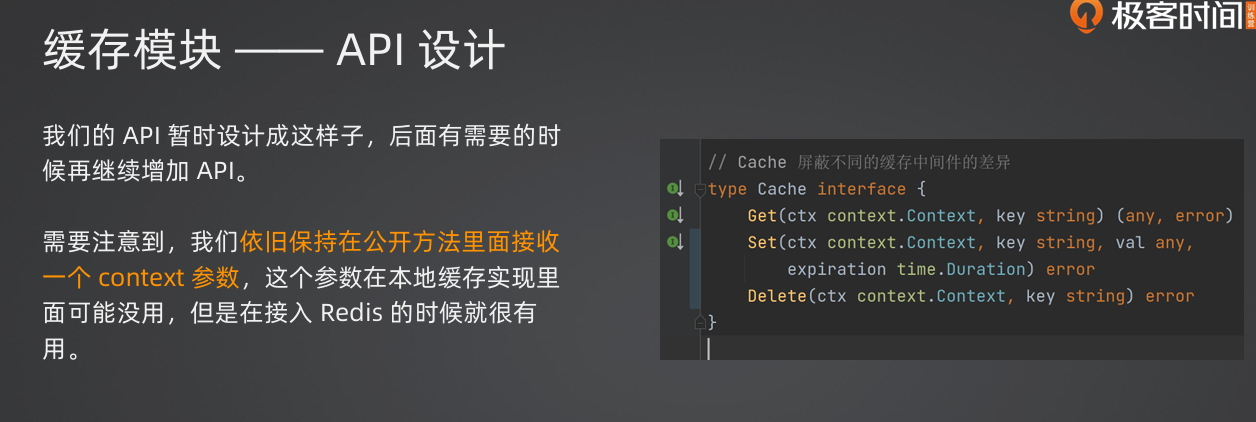 缓存模块 —— API 设计
极客时间
训练营
我们的 API 暂时设计成这样子，后面有需要的时
候再继续增加 API。
需要注意到，我们依旧保持在公开方法里面接收
一个 context 参数，这个参数在本地缓存实现里
面可能没用，但是在接入 Redis 的时候就很有
用。
// Cache 屏蔽不同的缓存中间件的差异
type Cache interface {
Get(ctx context.Context, key string) (any, error)
Set(ctx context.Context, key string, val any,
expiration time.Duration) error
Delete(ctx context.Context, key string) error
}